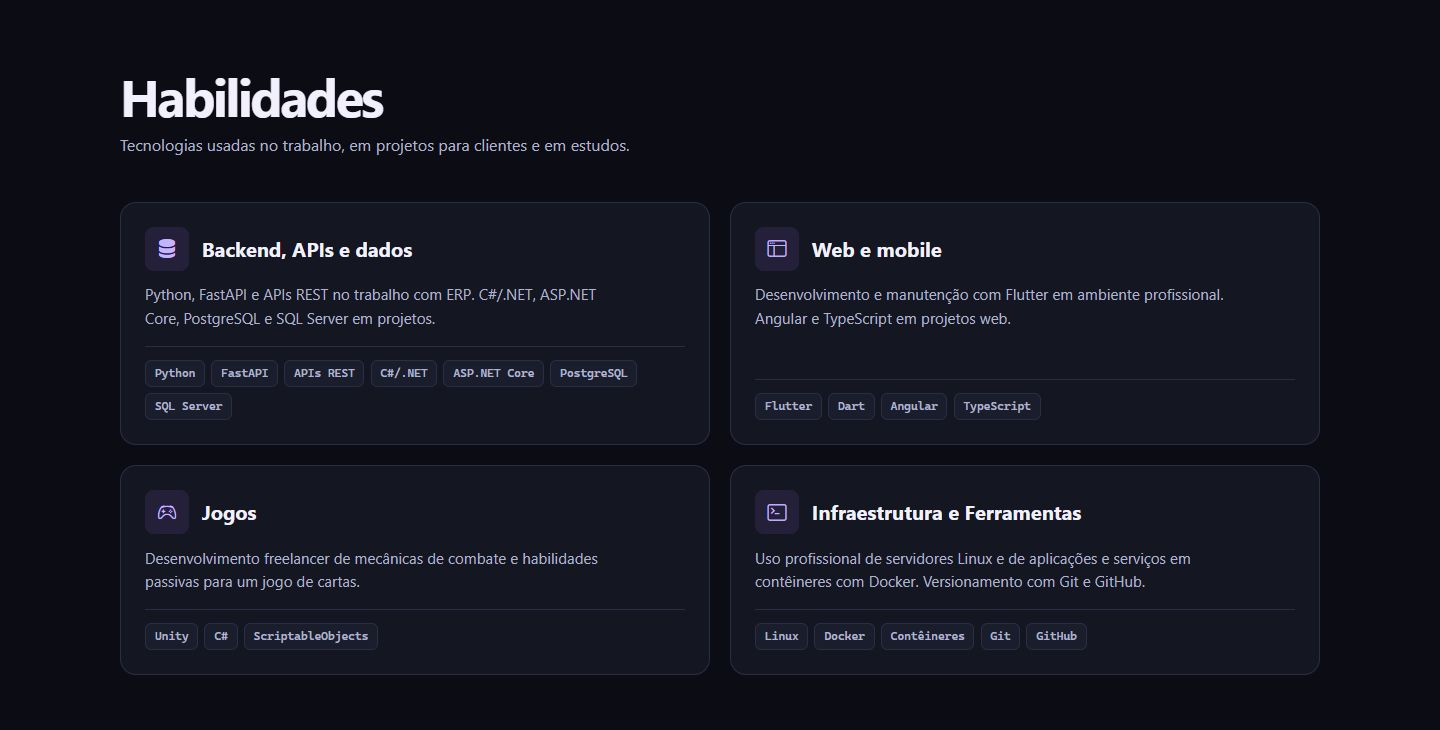 Habilidades
Tecnologias usadas no trabalho, em projetos para clientes e em estudos.
Backend, APIs e dados
Python, FastAPI e APIs REST no trabalho com ERP. C#/.NET, ASP.NET
Core, PostgreSQL e SQL Server em projetos.
Python FastAPI APIs REST C#/.NET ASP.NET Core PostgreSQL
SQL Server
Web e mobile
Desenvolvimento e manutenção com Flutter em ambiente profissional.
Angular e TypeScript em projetos web.
Flutter Dart Angular TypeScript
Jogos
Desenvolvimento freelancer de mecânicas de combate e habilidades
passivas para um jogo de cartas.
Unity C# ScriptableObjects
Infraestrutura e Ferramentas
Uso profissional de servidores Linux e de aplicações e serviços em
contêineres com Docker. Versionamento com Git e GitHub.
Linux Docker Contêineres Git GitHub